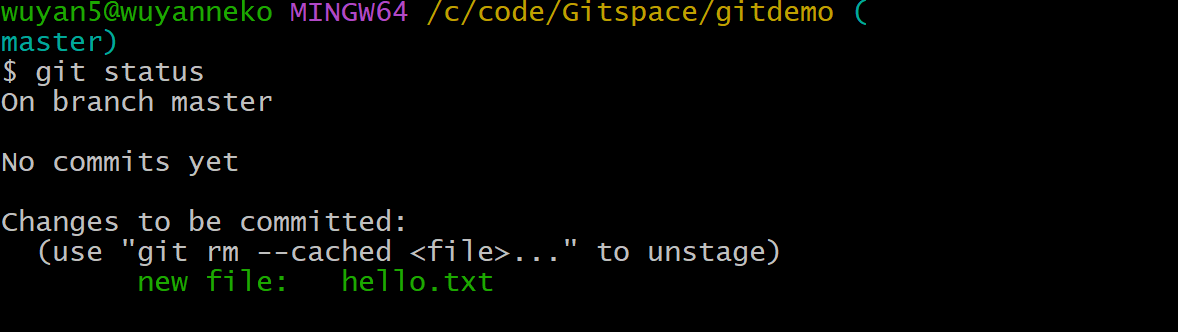 wuyan5@wuyanneko MINGW64 /c/code/Gitspace/gitdemo (
master)
$ git status
On branch master
No commits yet
Changes to be committed:
(use "git rm --cached <file>..." to unstage)
new file: hello.txt